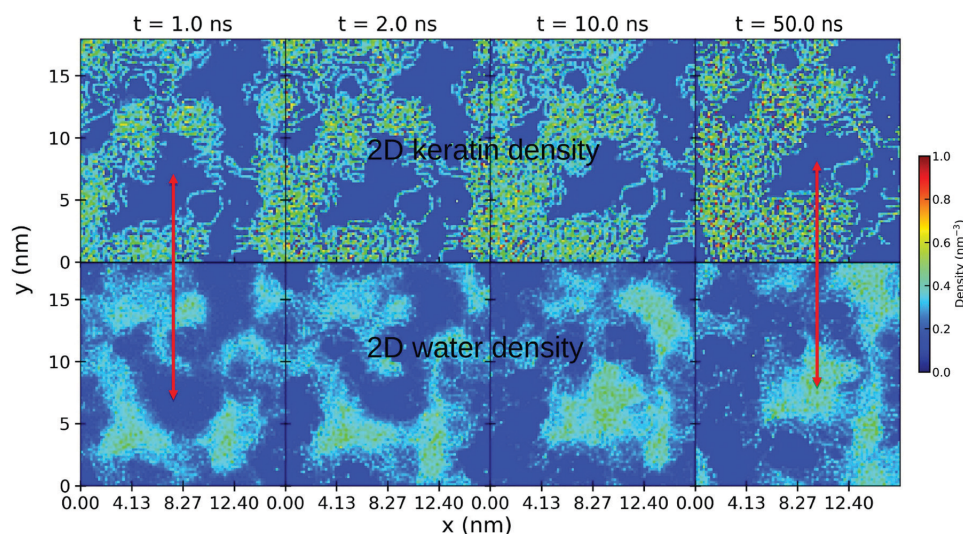 t = 1.0 ns t = 2.0 ns t = 10.0 ns t = 50.0 ns
15
10
5
0
2D keratin density
15
10
5
0
2D water density
y (nm)
0.00 4.13 8.27 12.40 0.00 4.13 8.27 12.40 0.00 4.13 8.27 12.40 0.00 4.13 8.27 12.40
x (nm)
1.0
0.8
0.6
0.4
0.2
0.0
Density (nm⁻³)